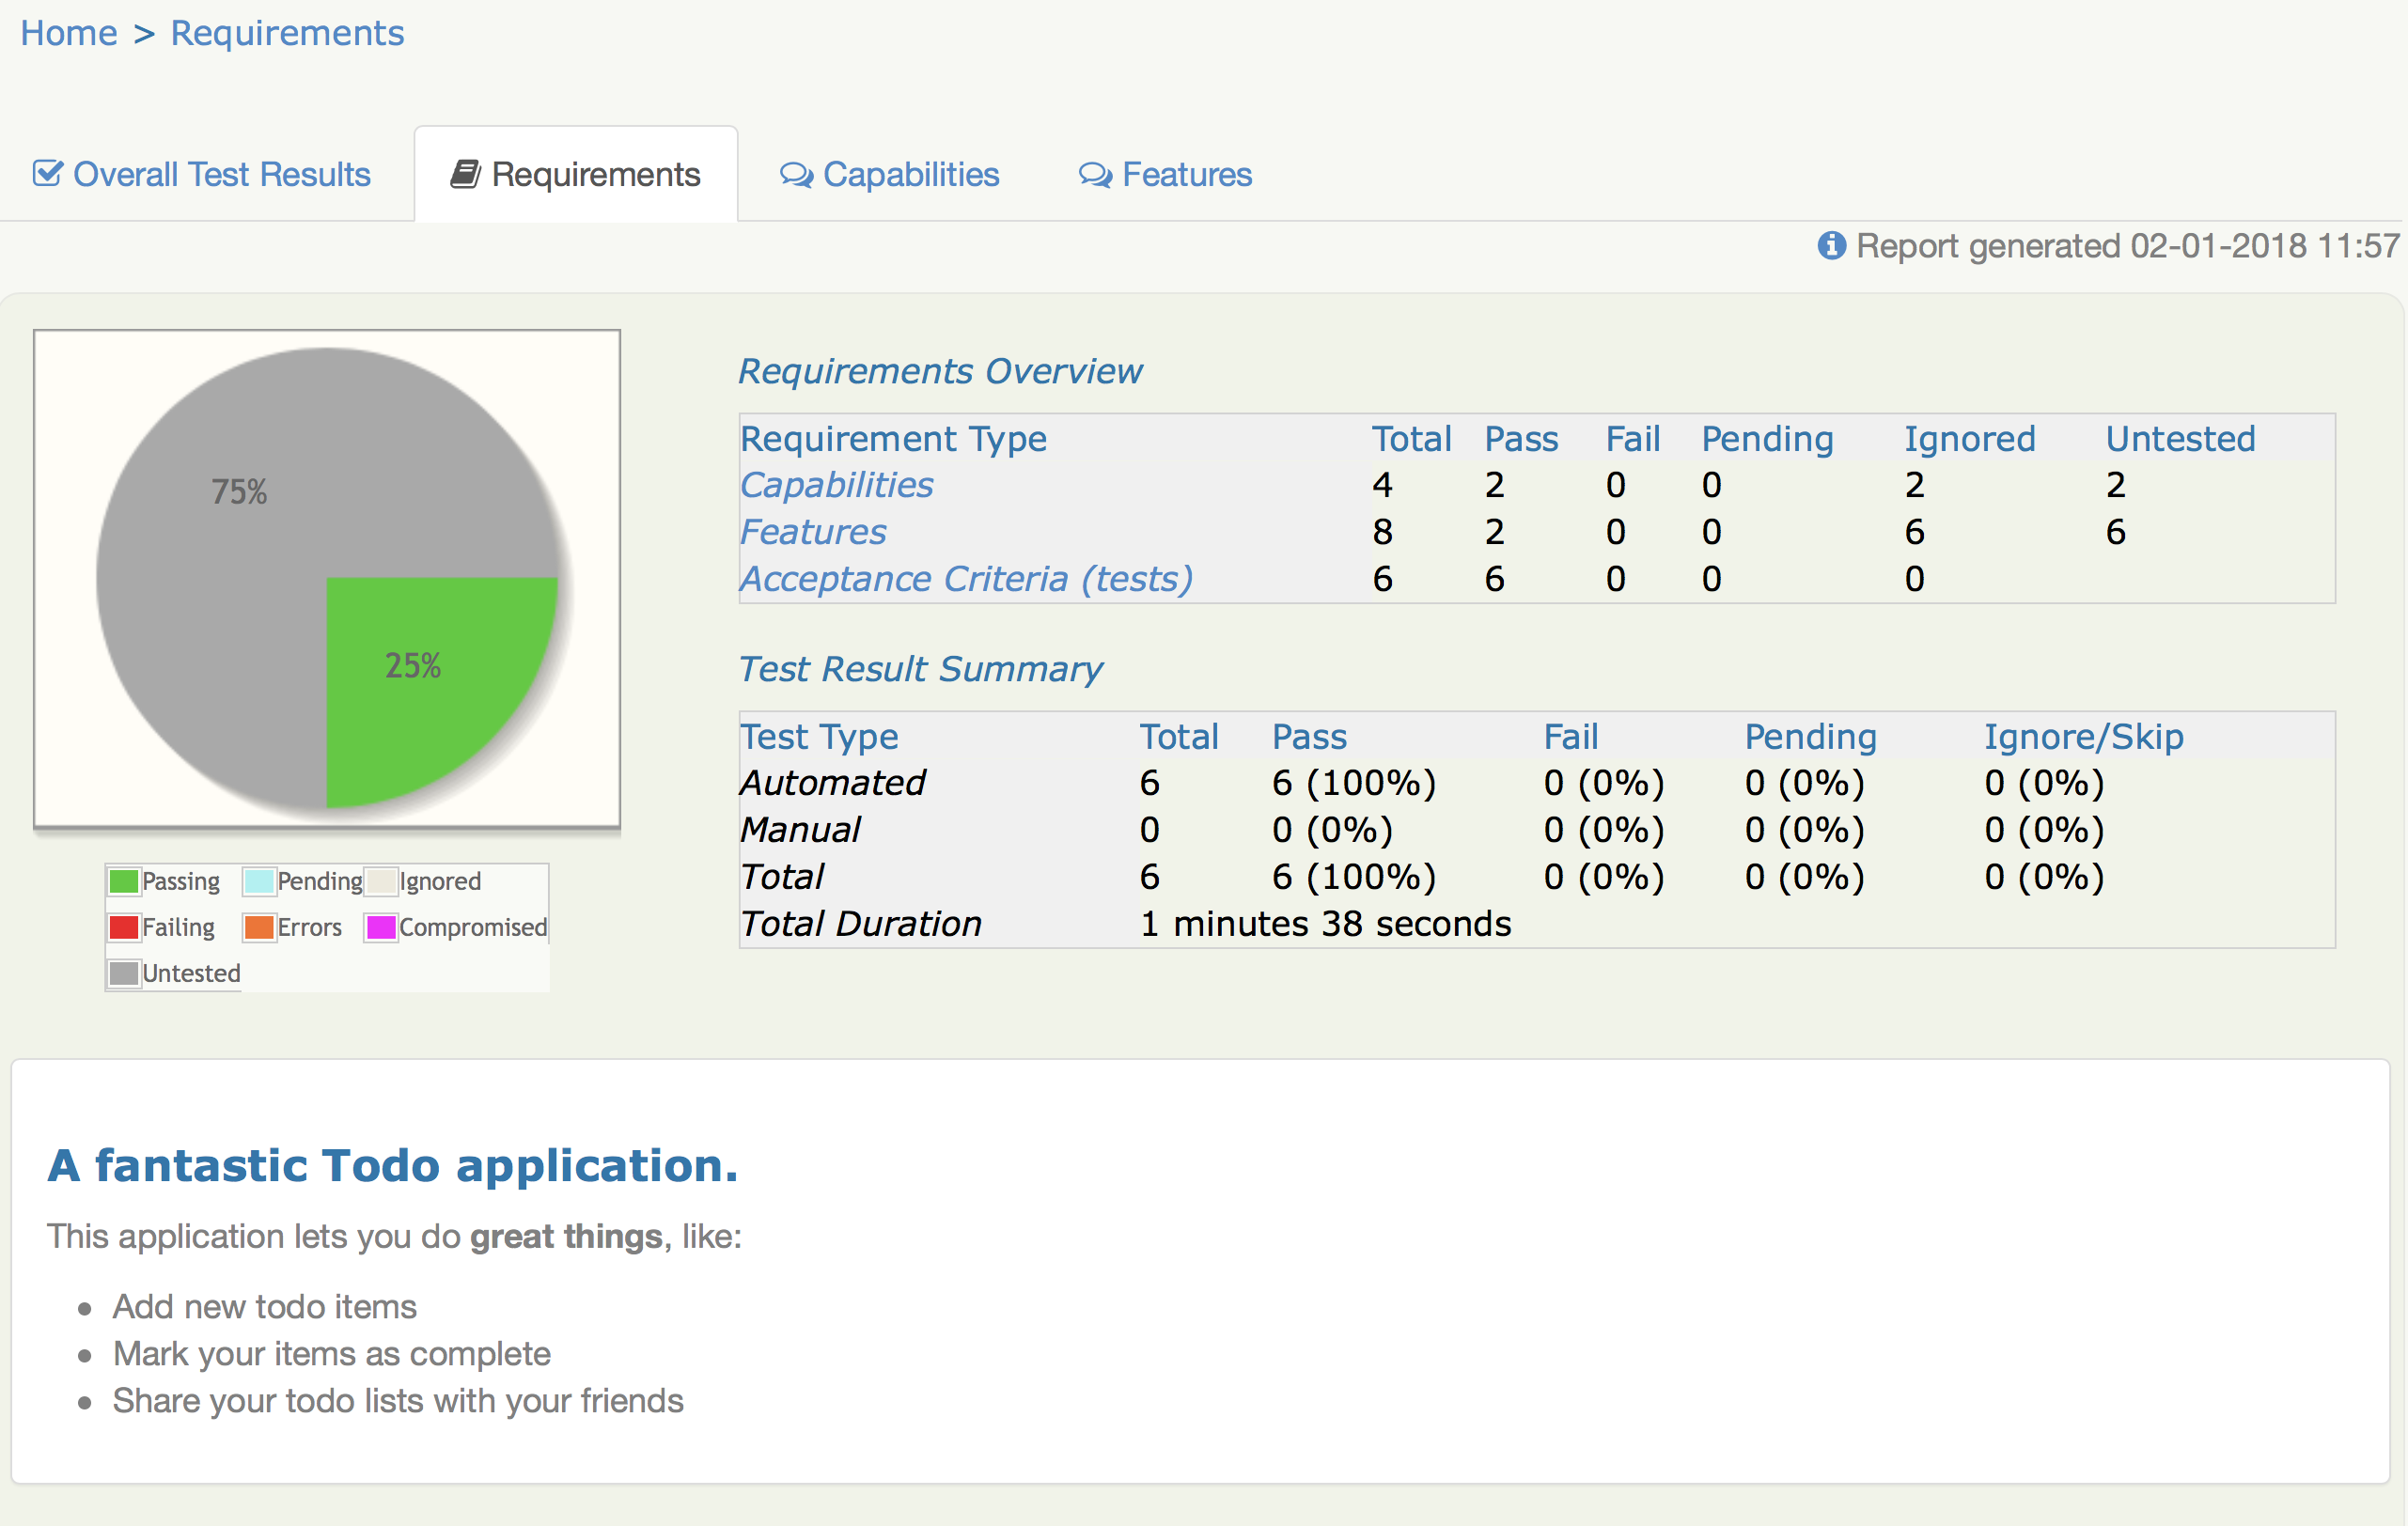 Home > Requirements
Overall Test Results Requirements Capabilities Features
Report generated 02-01-2018 11:57
75%
25%
Passing Pending Ignored
Failing Errors Compromised
Untested
Requirements Overview
Requirement Type Total Pass Fail Pending Ignored Untested
Capabilities 4 2 0 0 2 2
Features 8 2 0 0 6 6
Acceptance Criteria (tests) 6 6 0 0 0
Test Result Summary
Test Type Total Pass Fail Pending Ignore/Skip
Automated 6 6 (100%) 0 (0%) 0 (0%) 0 (0%)
Manual 0 0 (0%) 0 (0%) 0 (0%) 0 (0%)
Total 6 6 (100%) 0 (0%) 0 (0%) 0 (0%)
Total Duration 1 minutes 38 seconds
A fantastic Todo application.
This application lets you do great things, like:
• Add new todo items
• Mark your items as complete
• Share your todo lists with your friends